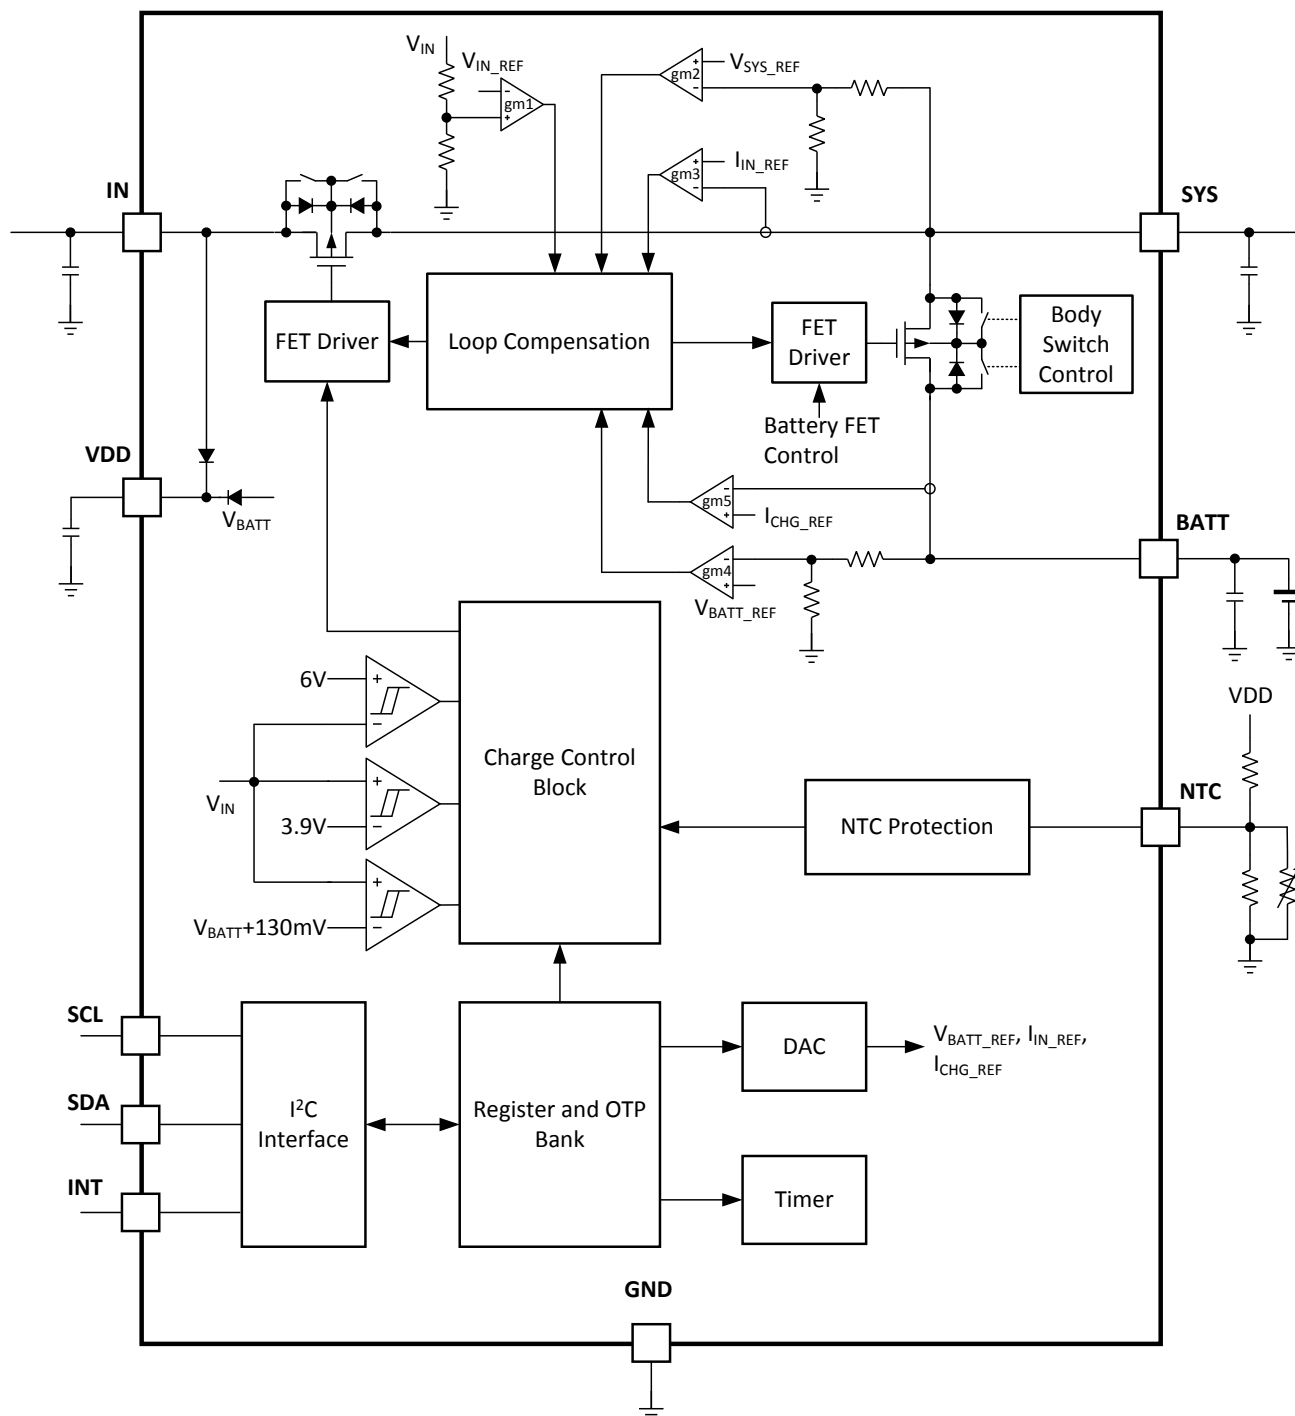 V_IN
V_IN_REF
gm1
gm2
V_SYS_REF
gm3
I_IN_REF
IN
SYS
FET Driver
Loop Compensation
FET
Driver
Body
Switch
Control
Battery FET
Control
VDD
V_BATT
gm5
I_CHG_REF
BATT
gm4
V_BATT_REF
6V
+
−
VDD
Charge Control
Block
V_IN
+
−
3.9V
NTC Protection
NTC
+
−
V_BATT+130mV
SCL
SDA
INT
I²C
Interface
Register and OTP
Bank
DAC
V_BATT_REF, I_IN_REF,
I_CHG_REF
Timer
GND